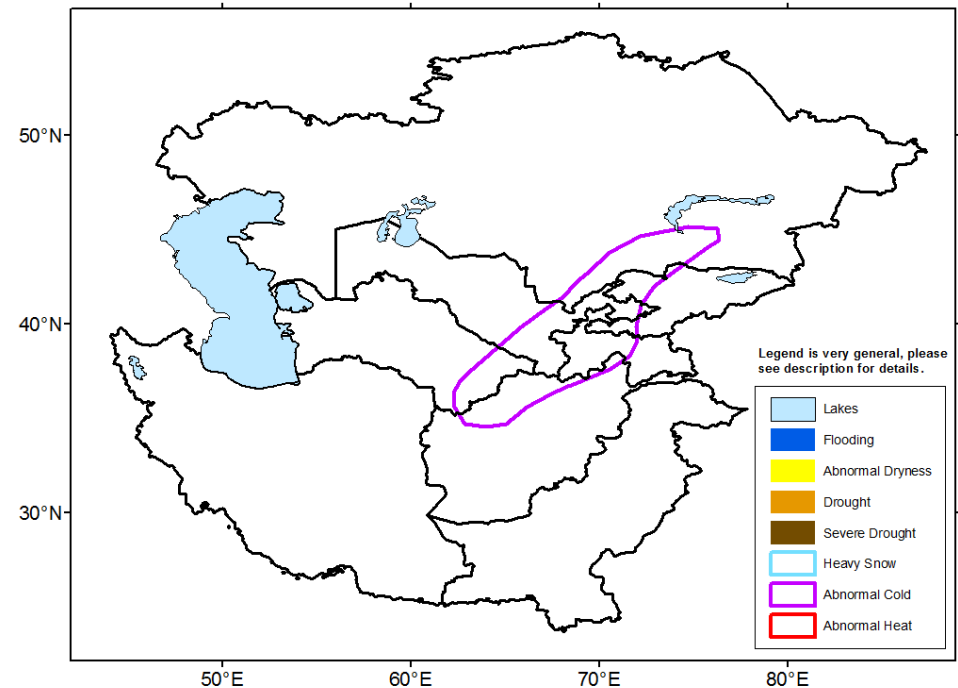 50°N
40°N
30°N
50°E
60°E
70°E
80°E
Legend is very general, please
see description for details.
Lakes
Flooding
Abnormal Dryness
Drought
Severe Drought
Heavy Snow
Abnormal Cold
Abnormal Heat